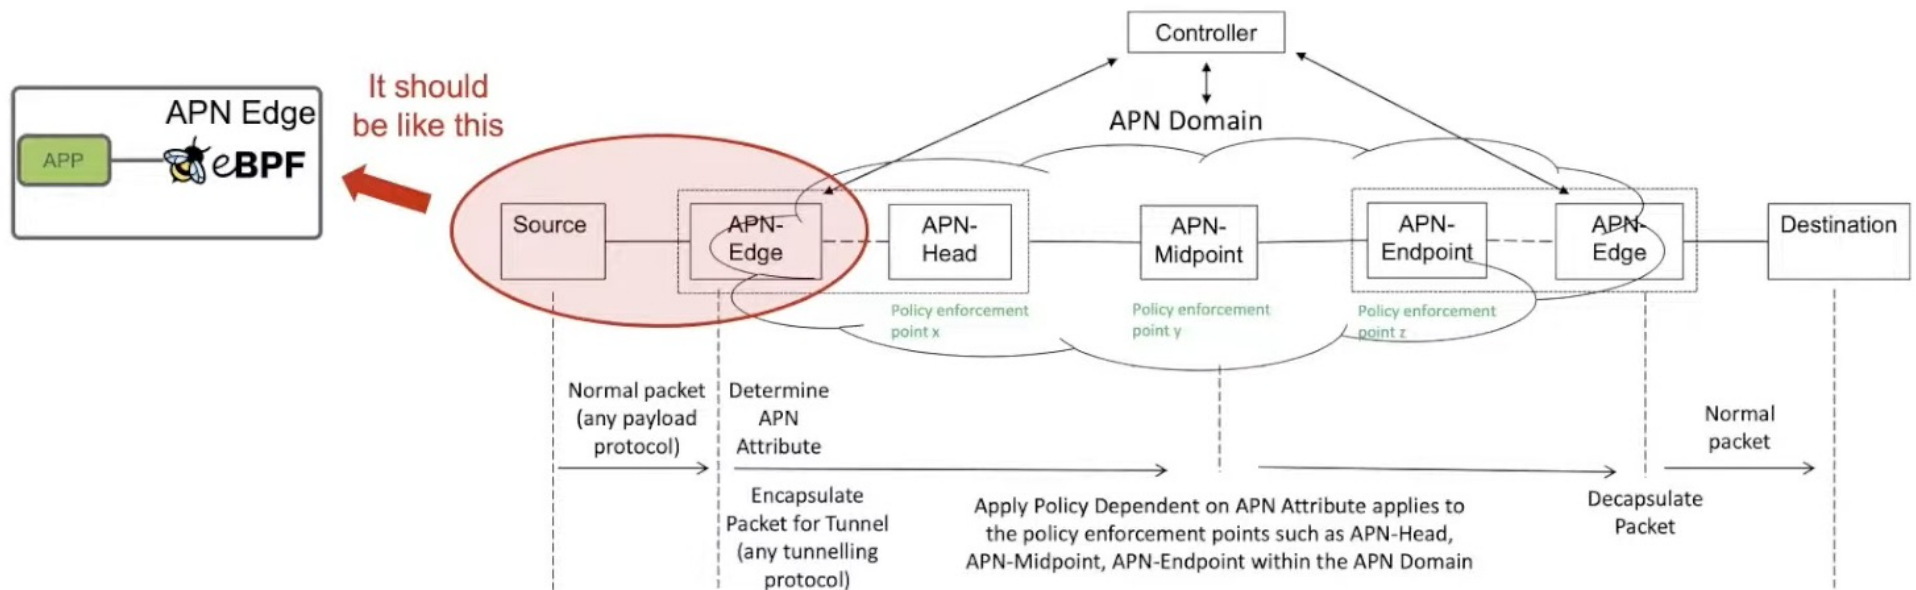 Controller
It should
be like this
APN Edge
APP
eBPF
APN Domain
Source
APN-
Edge
APN-
Head
APN-
Midpoint
APN-
Endpoint
APN-
Edge
Destination
Policy enforcement
point x
Policy enforcement
point y
Policy enforcement
point z
Normal packet
(any payload
protocol)
Determine
APN
Attribute
Normal
packet
Encapsulate
Packet for Tunnel
(any tunnelling
protocol)
Apply Policy Dependent on APN Attribute applies to
the policy enforcement points such as APN-Head,
APN-Midpoint, APN-Endpoint within the APN Domain
Decapsulate
Packet